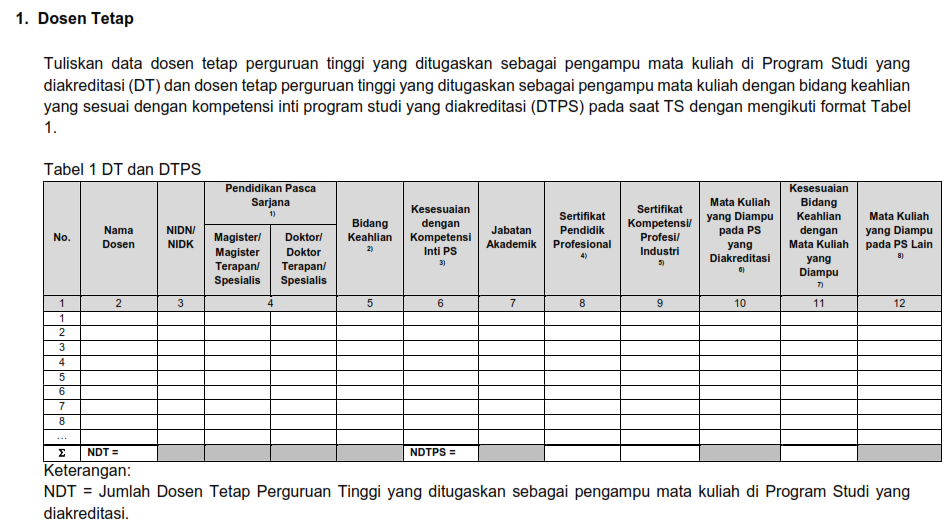 1. Dosen Tetap
Tuliskan data dosen tetap perguruan tinggi yang ditugaskan sebagai pengampu mata kuliah di Program Studi yang
diakreditasi (DT) dan dosen tetap perguruan tinggi yang ditugaskan sebagai pengampu mata kuliah dengan bidang keahlian
yang sesuai dengan kompetensi inti program studi yang diakreditasi (DTPS) pada saat TS dengan mengikuti format Tabel
1.
Tabel 1 DT dan DTPS
No.
Nama
Dosen
NIDN/
NIDK
Pendidikan Pasca
Sarjana
1)
Magister/
Magister
Terapan/
Spesialis
Doktor/
Doktor
Terapan/
Spesialis
Bidang
Keahlian
2)
Kesesuaian
dengan
Kompetensi
Inti PS
3)
Jabatan
Akademik
Sertifikat
Pendidik
Profesional
4)
Sertifikat
Kompetensi/
Profesi/
Industri
5)
Mata Kuliah
yang Diampu
pada PS
yang
Diakreditasi
6)
Kesesuaian
Bidang
Keahlian
dengan
Mata Kuliah
yang
Diampu
7)
Mata Kuliah
yang Diampu
pada PS Lain
8)
1 2 3 4 5 6 7 8 9 10 11 12
1
2
3
4
5
6
7
8
...
Σ NDT = NDTPS =
Keterangan:
NDT = Jumlah Dosen Tetap Perguruan Tinggi yang ditugaskan sebagai pengampu mata kuliah di Program Studi yang
diakreditasi.